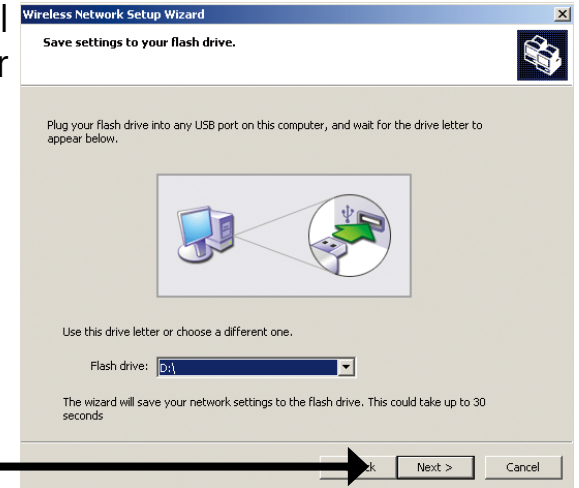 Wireless Network Setup Wizard
Save settings to your flash drive.
Plug your flash drive into any USB port on this computer, and wait for the drive letter to
appear below.
Use this drive letter or choose a different one.
Flash drive: D:\
The wizard will save your network settings to the flash drive. This could take up to 30
seconds
Next > Cancel